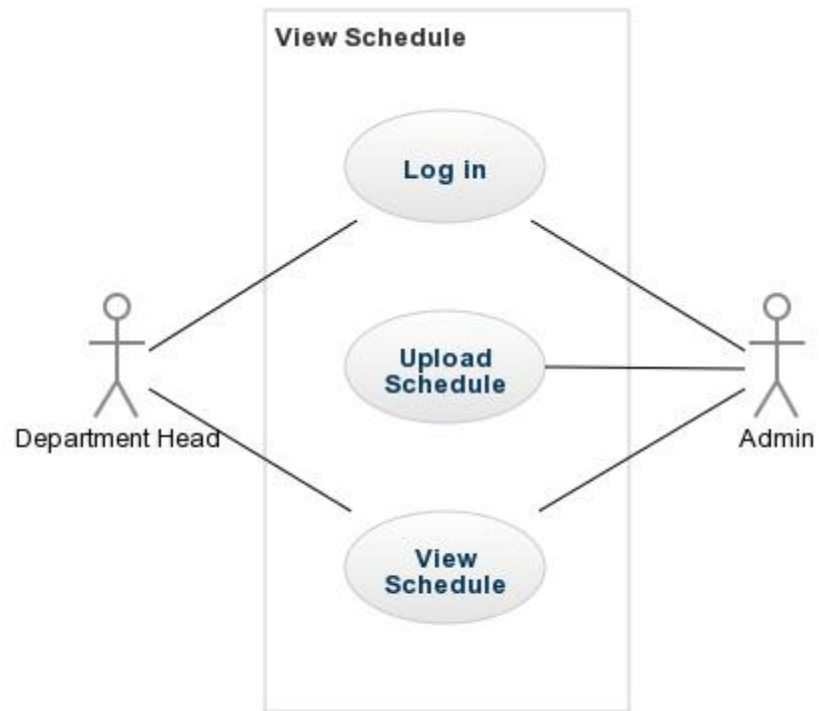 View Schedule
Log in
Upload
Schedule
Department Head
Admin
View
Schedule